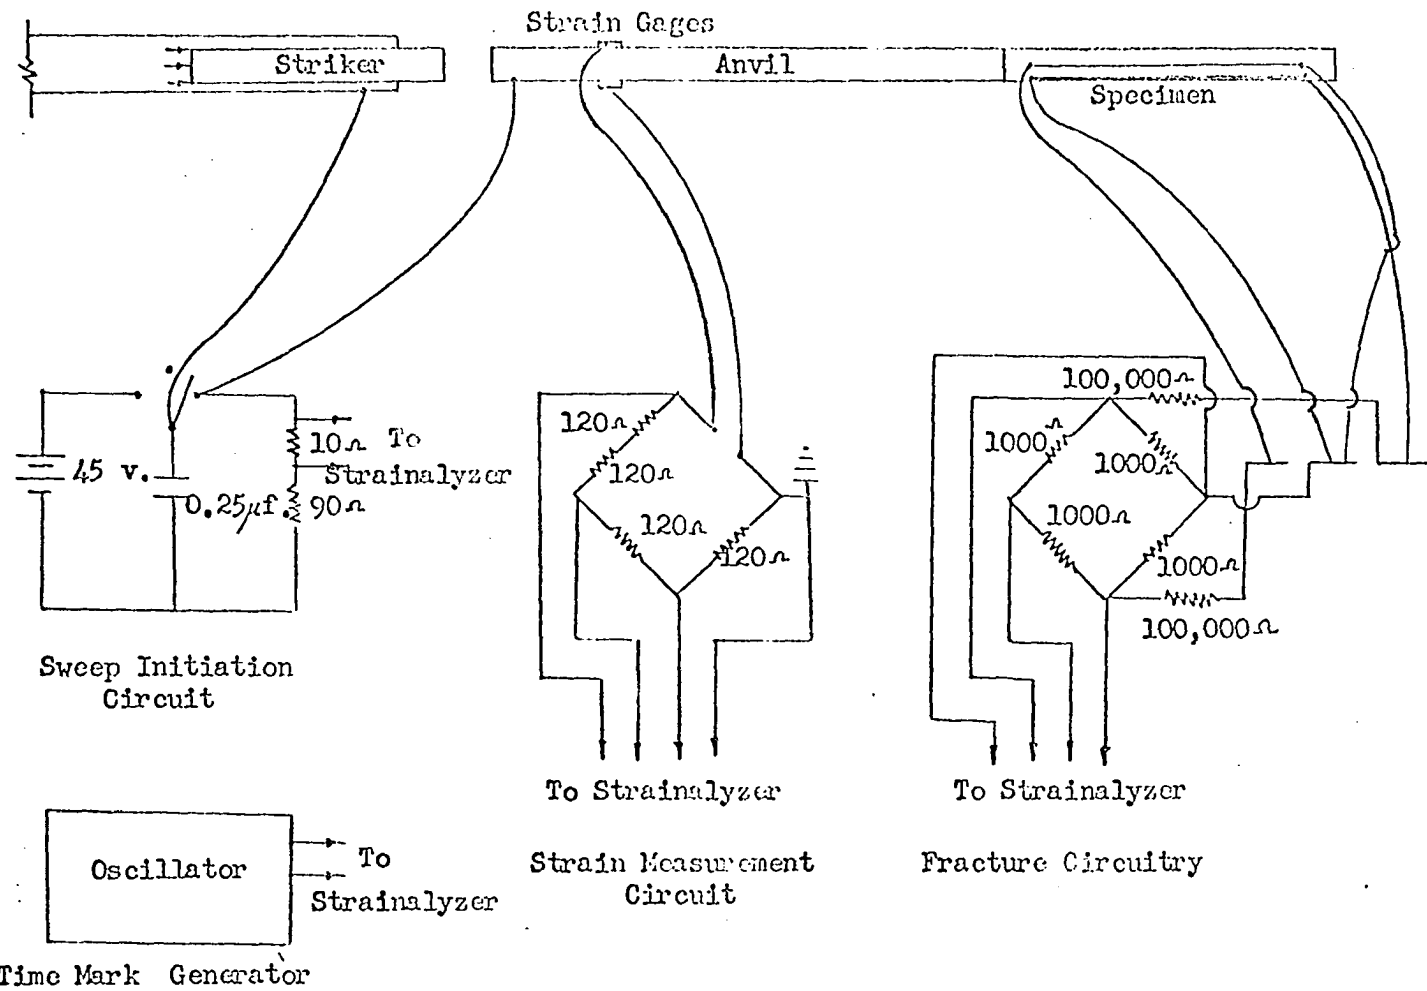 Strain Gages
Striker
Anvil
Specimen
45 v.
0.25μf.
10Ω
To
Strainalyzer
90Ω
Sweep Initiation
Circuit
120Ω
120Ω
120Ω
120Ω
To Strainalyzer
Strain Measurement
Circuit
100,000Ω
1000Ω
1000Ω
1000Ω
1000Ω
100,000Ω
To Strainalyzer
Fracture Circuitry
Oscillator
To
Strainalyzer
Time Mark Generator